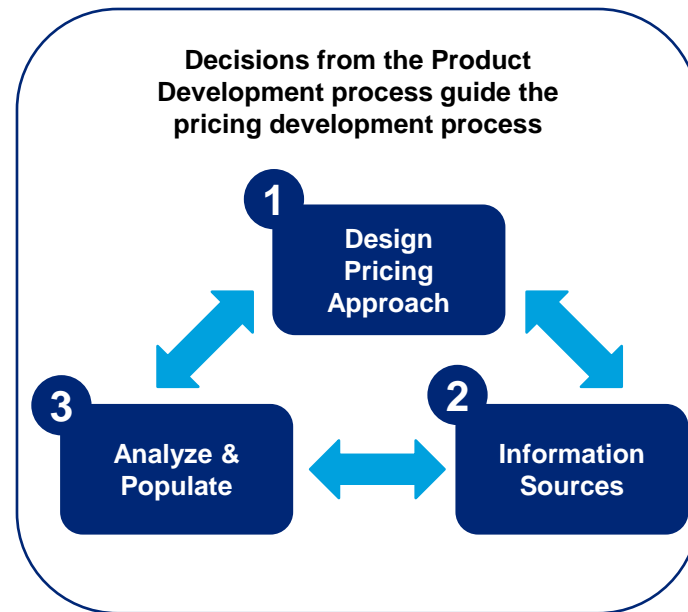 Decisions from the Product
Development process guide the
pricing development process
1
Design
Pricing
Approach
3
Analyze &
Populate
2
Information
Sources